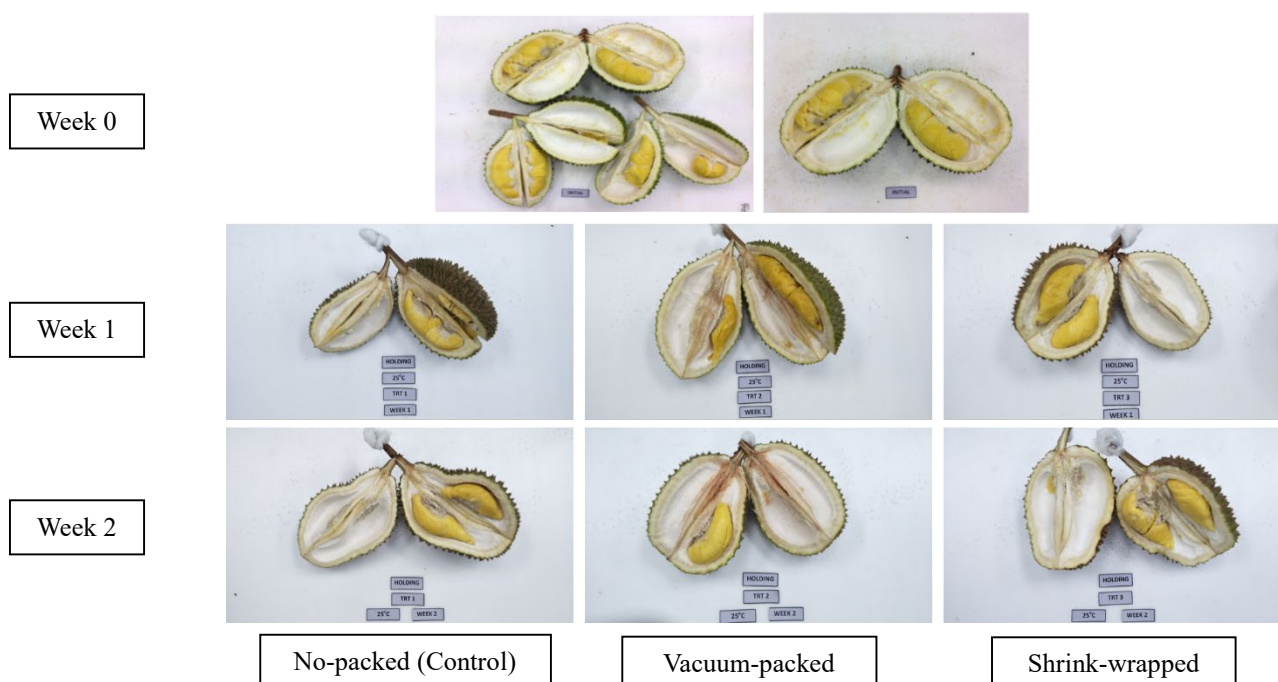 Week 0
INITIAL
INITIAL
Week 1
HOLDING
25°C
TRT 1
WEEK 1
HOLDING
25°C
TRT 2
WEEK 1
HOLDING
25°C
TRT 3
WEEK 1
Week 2
HOLDING
TRT 1
25°C WEEK 2
HOLDING
TRT 2
25°C WEEK 2
HOLDING
TRT 3
25°C WEEK 2
No-packed (Control)
Vacuum-packed
Shrink-wrapped